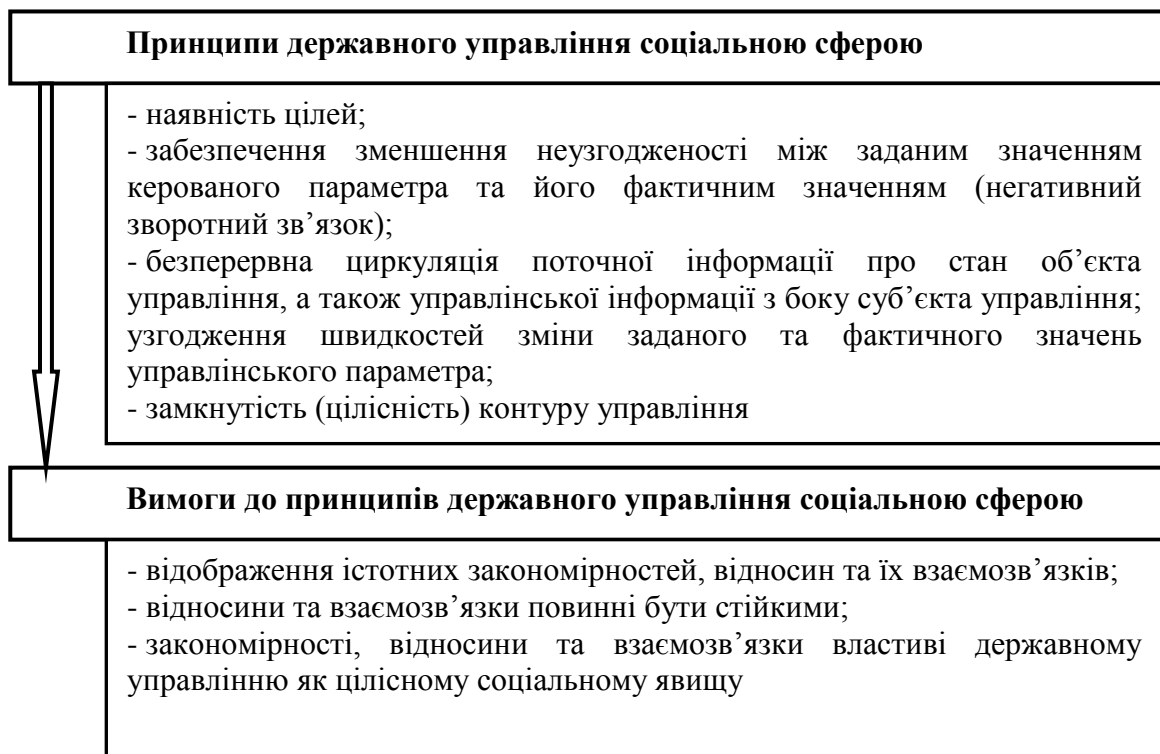 Принципи державного управління соціальною сферою
- наявність цілей;
- забезпечення зменшення неузгодженості між заданим значенням
керованого параметра та його фактичним значенням (негативний
зворотний зв’язок);
- безперервна циркуляція поточної інформації про стан об’єкта
управління, а також управлінської інформації з боку суб’єкта управління;
узгодження швидкостей зміни заданого та фактичного значень
управлінського параметра;
- замкнутість (цілісність) контуру управління
Вимоги до принципів державного управління соціальною сферою
- відображення істотних закономірностей, відносин та їх взаємозв’язків;
- відносини та взаємозв’язки повинні бути стійкими;
- закономірності, відносини та взаємозв’язки властиві державному
управлінню як цілісному соціальному явищу